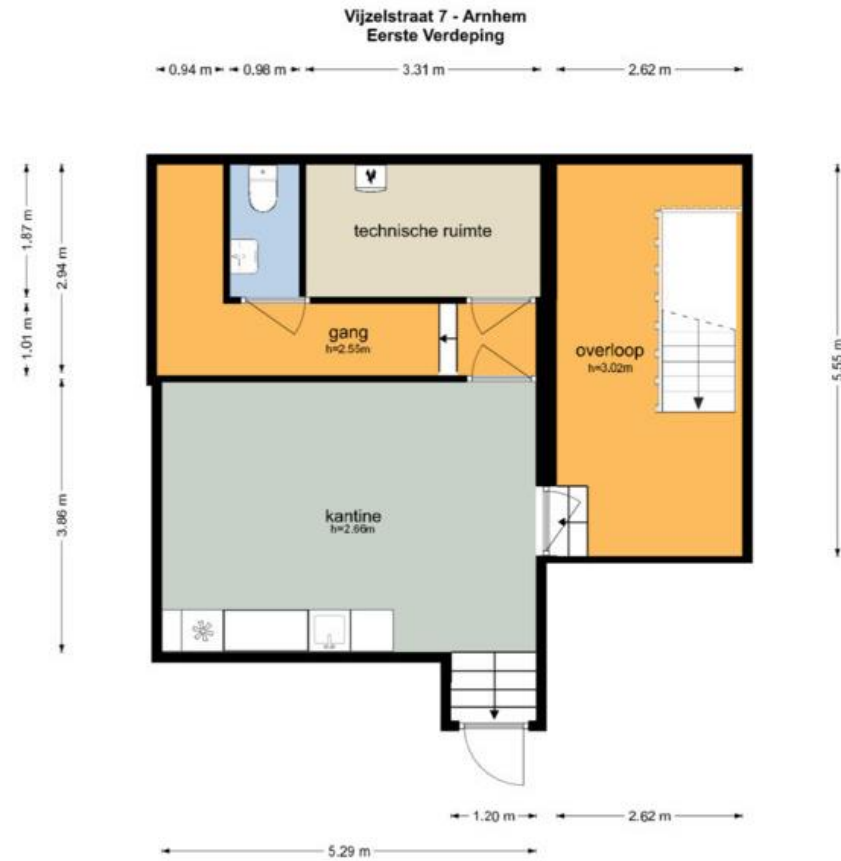 Vijzelstraat 7 - Arnhem
Eerste Verdeping
0.94 m
0.98 m
3.31 m
2.62 m
1.87 m
2.94 m
1.01 m
3.86 m
5.55 m
technische ruimte
gang
h=2.55m
overloop
h=3.02m
kantine
h=2.66m
1.20 m
2.62 m
5.29 m